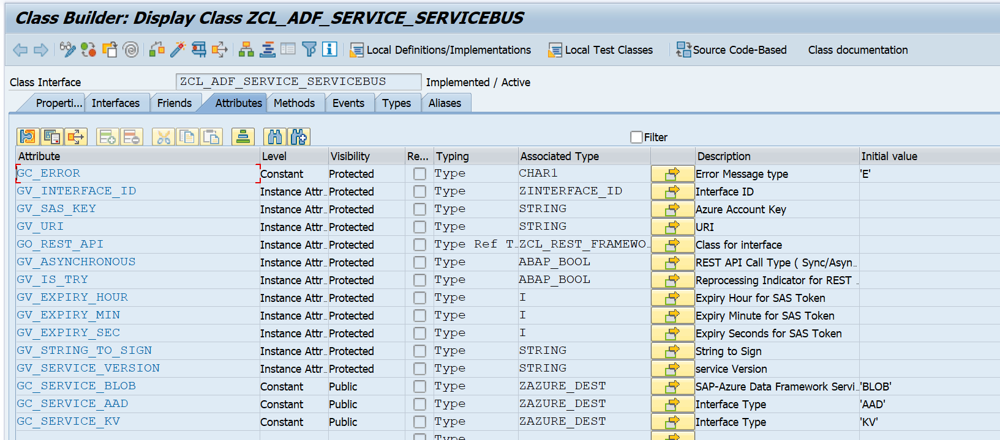 Class Builder: Display Class ZCL_ADF_SERVICE_SERVICEBUS
Local Definitions/Implementations Local Test Classes Source Code-Based Class documentation
Class Interface ZCL_ADF_SERVICE_SERVICEBUS Implemented / Active
Properti... Interfaces Friends Attributes Methods Events Types Aliases
Filter
Attribute Level Visibility Re... Typing Associated Type Description Initial value
GC_ERROR Constant Protected Type CHAR1 Error Message type 'E'
GV_INTERFACE_ID Instance Attr… Protected Type ZINTERFACE_ID Interface ID
GV_SAS_KEY Instance Attr… Protected Type STRING Azure Account Key
GV_URI Instance Attr… Protected Type STRING URI
GO_REST_API Instance Attr… Protected Type Ref T… ZCL_REST_FRAMEWO… Class for interface
GV_ASYNCHRONOUS Instance Attr… Protected Type ABAP_BOOL REST API Call Type ( Sync/Asyn…
GV_IS_TRY Instance Attr… Protected Type ABAP_BOOL Reprocessing Indicator for REST …
GV_EXPIRY_HOUR Instance Attr… Protected Type I Expiry Hour for SAS Token
GV_EXPIRY_MIN Instance Attr… Protected Type I Expiry Minute for SAS Token
GV_EXPIRY_SEC Instance Attr… Protected Type I Expiry Seconds for SAS Token
GV_STRING_TO_SIGN Instance Attr… Protected Type STRING String to Sign
GV_SERVICE_VERSION Instance Attr… Protected Type STRING service Version
GC_SERVICE_BLOB Constant Public Type ZAZURE_DEST SAP-Azure Data Framework Servi… 'BLOB'
GC_SERVICE_AAD Constant Public Type ZAZURE_DEST Interface Type 'AAD'
GC_SERVICE_KV Constant Public Type ZAZURE_DEST Interface Type 'KV'
Type